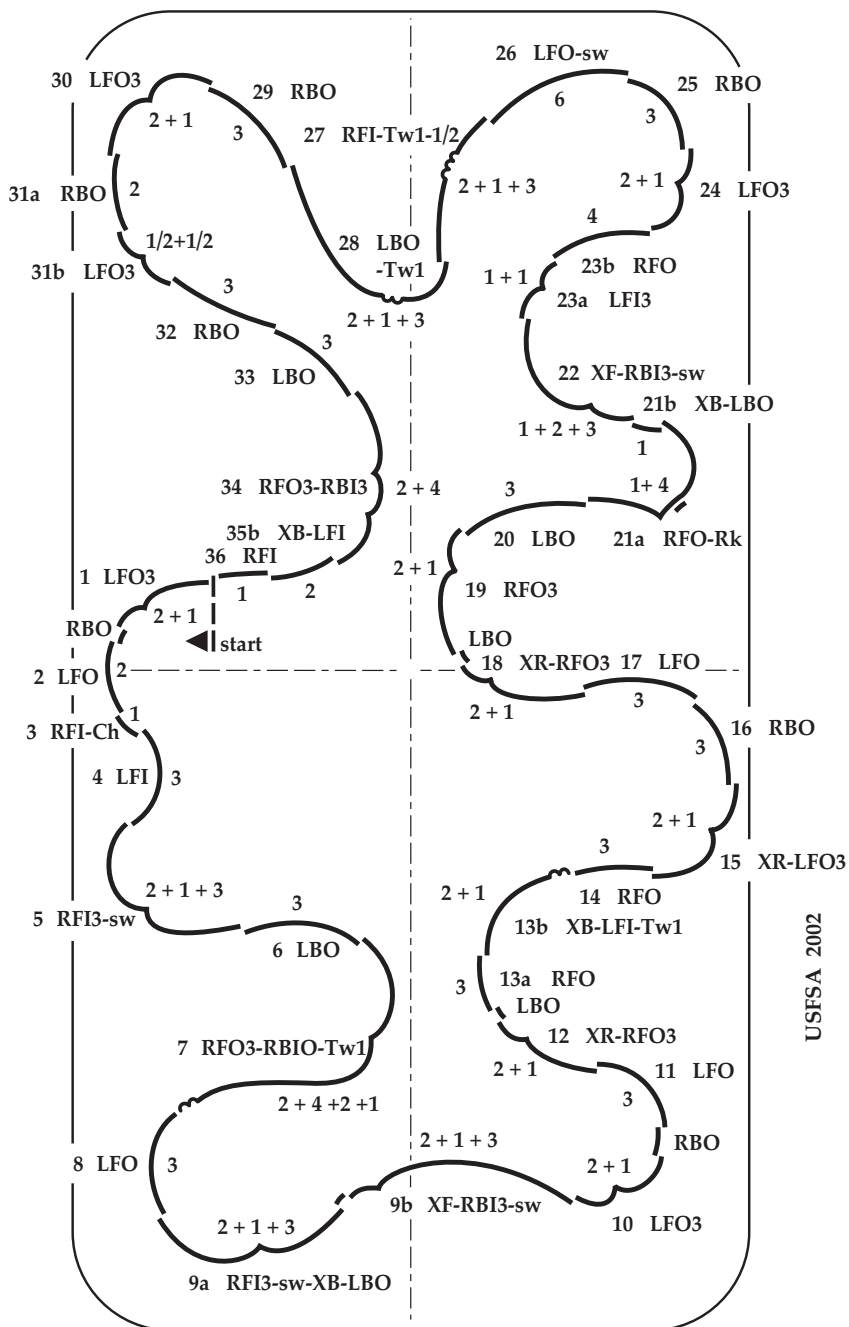 26 LFO-sw
30 LFO3
25 RBO
29 RBO
6
2 + 1
3
3
27 RFI-Tw1-1/2
2 + 1 + 3
2 + 1
24 LFO3
31a RBO
2
4
1/2+1/2
28 LBO
-Tw1
23b RFO
31b LFO3
1 + 1
23a LFI3
3
2 + 1 + 3
32 RBO
3
33 LBO
22 XF-RBI3-sw
21b XB-LBO
1 + 2 + 3
1
34 RFO3-RBI3
2 + 4
3
1+ 4
35b XB-LFI
20 LBO
21a RFO-Rk
36 RFI
1 LFO3
2 + 1
1
2
19 RFO3
2 + 1
RBO
start
LBO
18 XR-RFO3
17 LFO
2 LFO
2
2 + 1
3
1
3 RFI-Ch
16 RBO
3
4 LFI
3
2 + 1
3
15 XR-LFO3
2 + 1 + 3
2 + 1
14 RFO
5 RFI3-sw
3
13b XB-LFI-Tw1
6 LBO
3
13a RFO
LBO
USFSA 2002
7 RFO3-RBIO-Tw1
12 XR-RFO3
2 + 1
11 LFO
2 + 4 +2 +1
3
2 + 1 + 3
RBO
8 LFO
3
2 + 1
9b XF-RBI3-sw
10 LFO3
2 + 1 + 3
9a RFI3-sw-XB-LBO